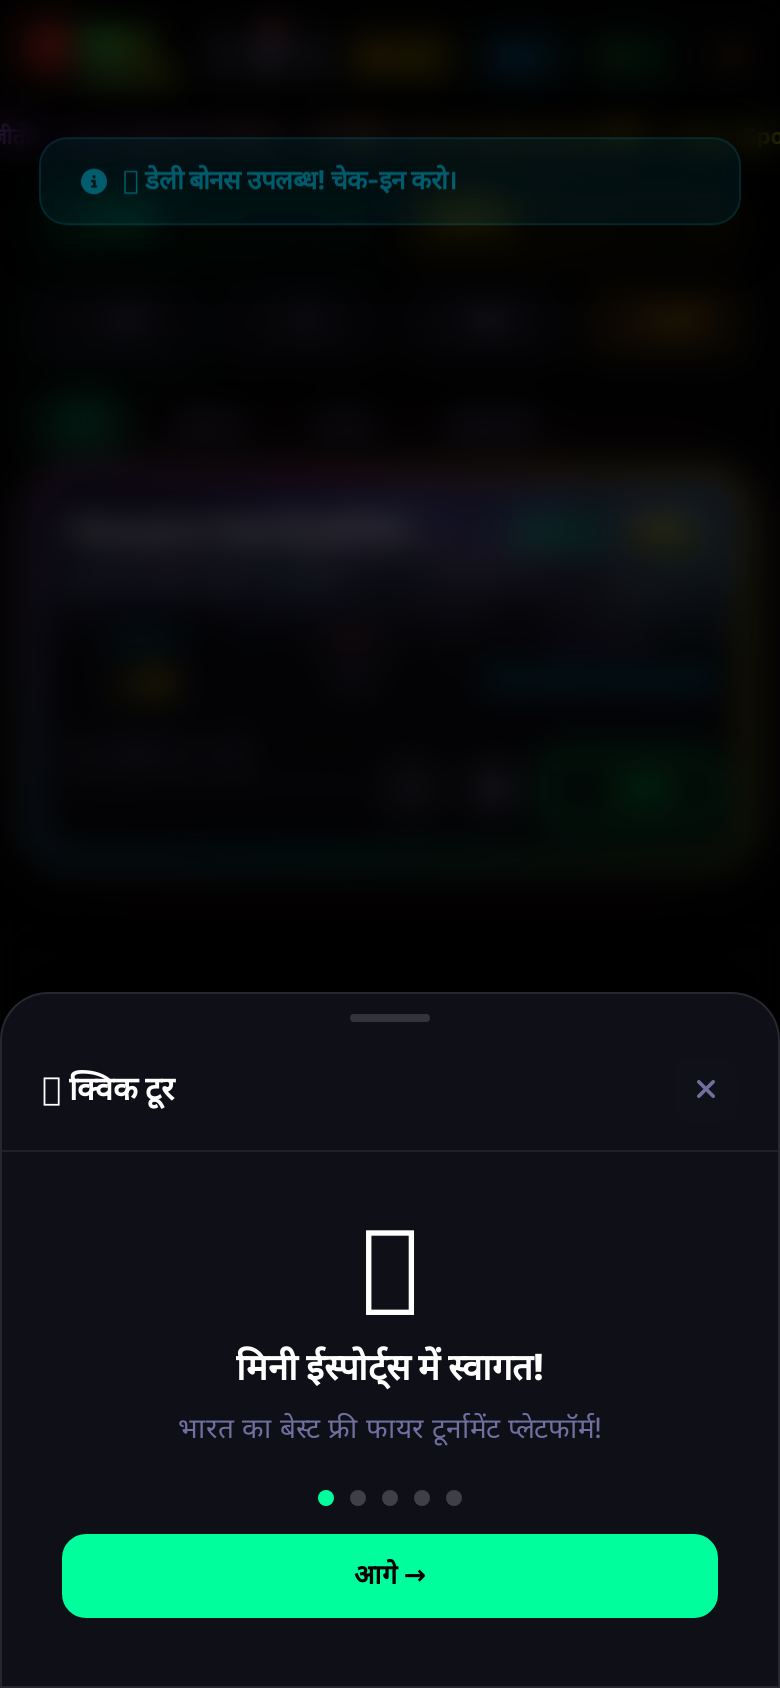 डेली बोनस उपलब्ध! चेक-इन करो।
क्विक टूर
मिनी ईस्पोर्ट्स में स्वागत!
भारत का बेस्ट फ्री फायर टूर्नामेंट प्लेटफॉर्म!
आगे →